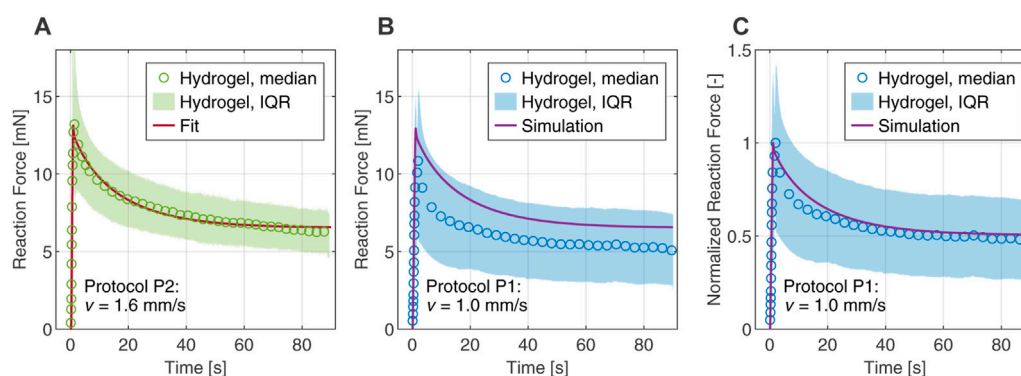 A
Reaction Force [mN]
15
10
5
0
Hydrogel, median
Hydrogel, IQR
Fit
Protocol P2:
v = 1.6 mm/s
0 20 40 60 80
Time [s]
B
Reaction Force [mN]
15
10
5
0
Hydrogel, median
Hydrogel, IQR
Simulation
Protocol P1:
v = 1.0 mm/s
0 20 40 60 80
Time [s]
C
Normalized Reaction Force [-]
1.5
1
0.5
0
Hydrogel, median
Hydrogel, IQR
Simulation
Protocol P1:
v = 1.0 mm/s
0 20 40 60 80
Time [s]